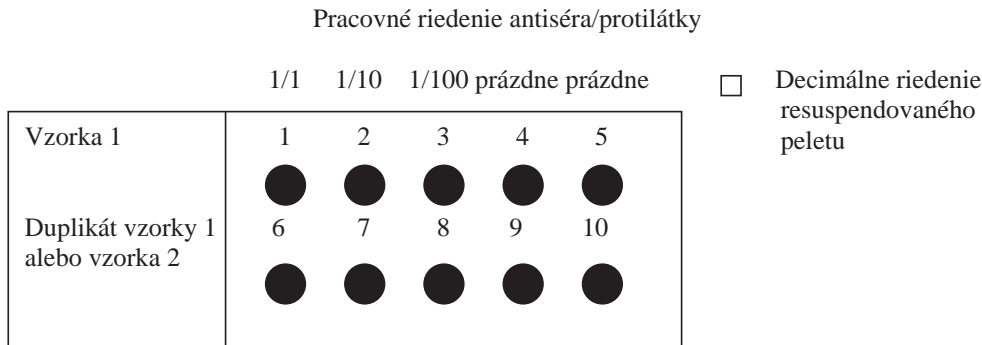 Pracovné riedenie antiséra/protilátky
1/1 1/10 1/100 prázdne prázdne
Decimálne riedenie
resuspendovaného
peletu
Vzorka 1 1 2 3 4 5
Duplikát vzorky 1 6 7 8 9 10
alebo vzorka 2